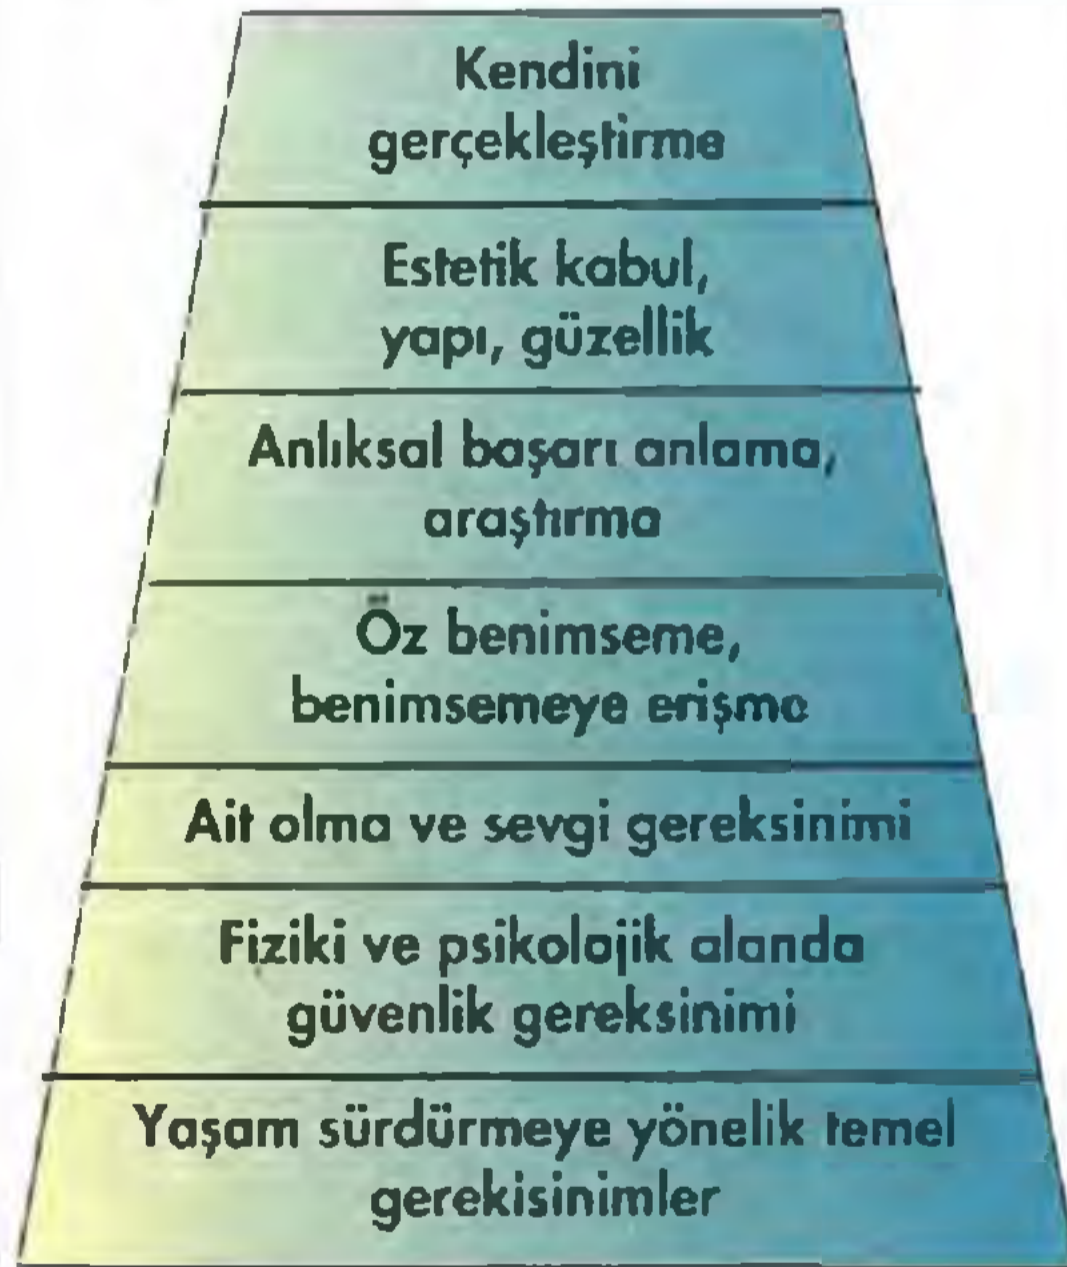 Kendini
gerçekleştirme
Estetik kabul,
yapı, güzellik
Anlıksal başarı anlama,
araştırma
Öz benimseme,
benimsemeye erişme
Ait olma ve sevgi gereksinimi
Fiziki ve psikolojik alanda
güvenlik gereksinimi
Yaşam sürdürmeye yönelik temel
gerekisinimler